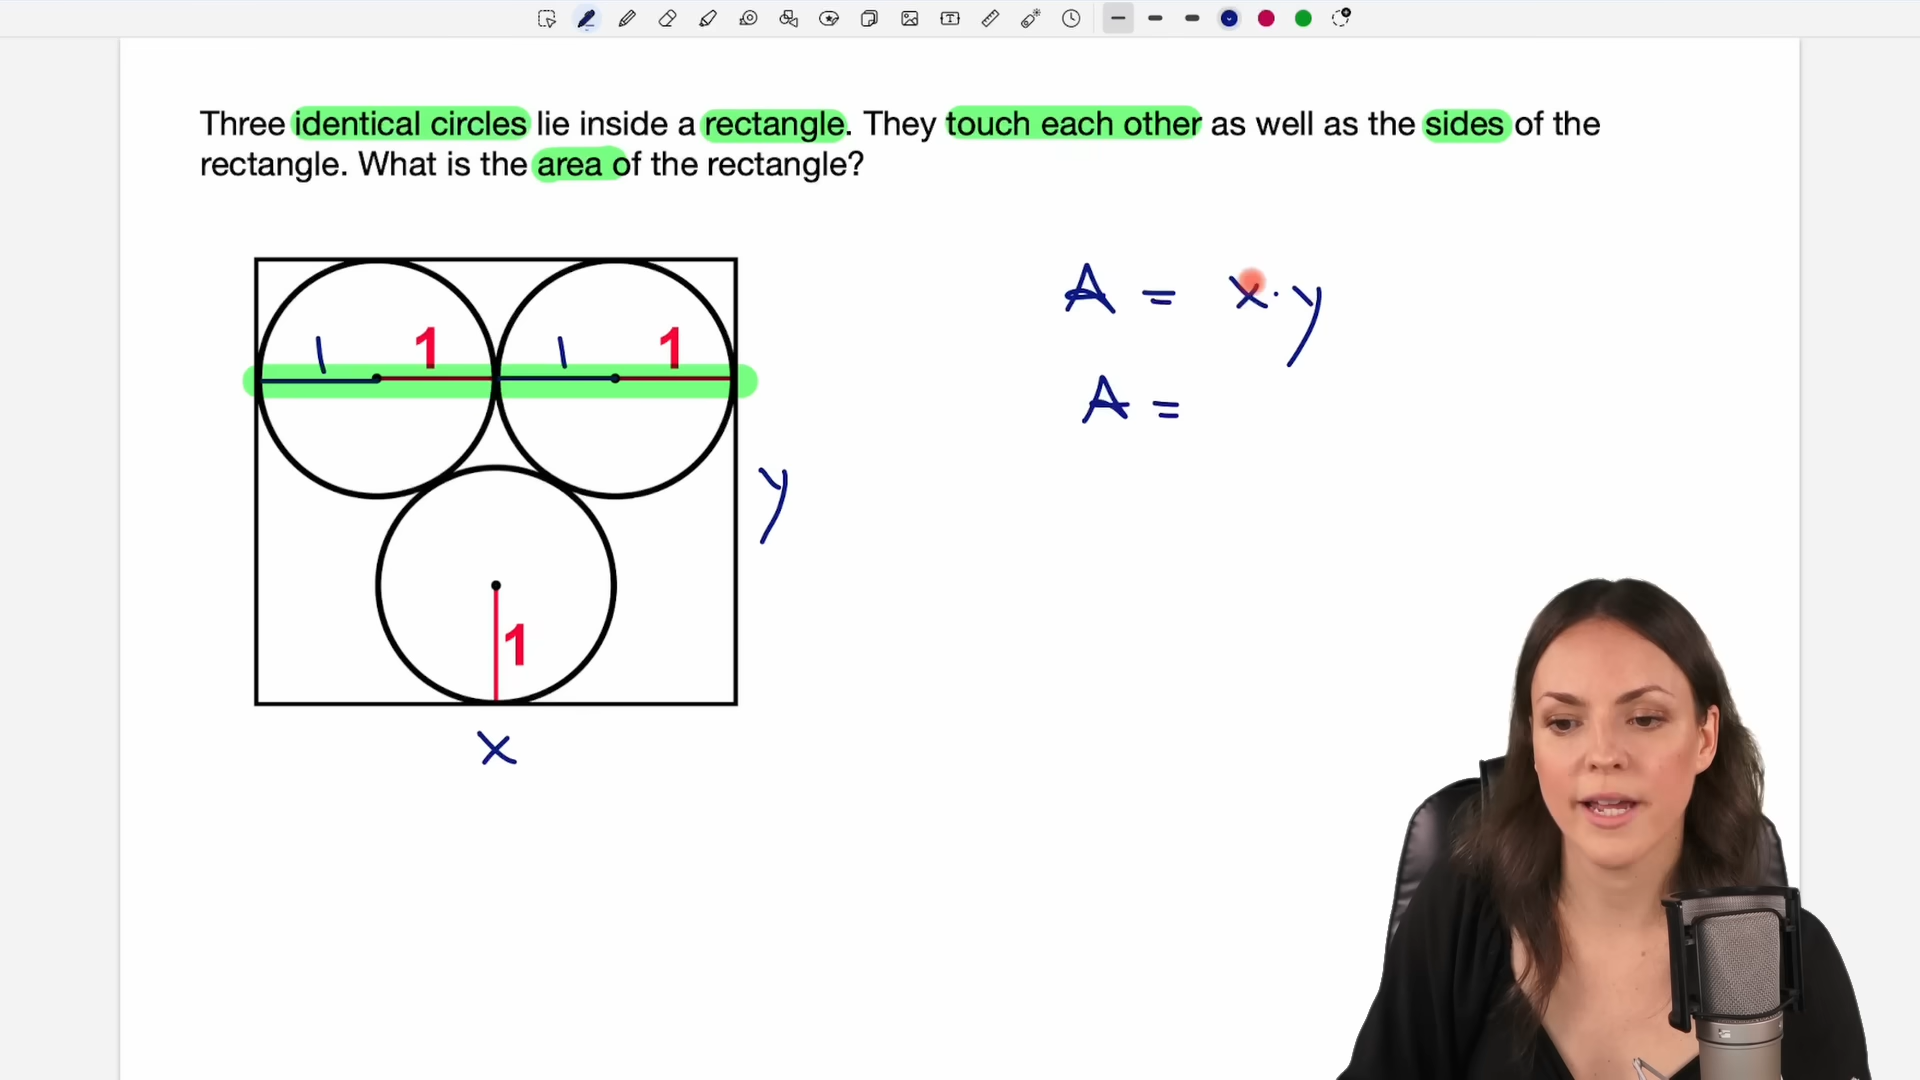 Three identical circles lie inside a rectangle. They touch each other as well as the sides of the
rectangle. What is the area of the rectangle?
A = x · y
1 1 1 1
A =
y
1
x